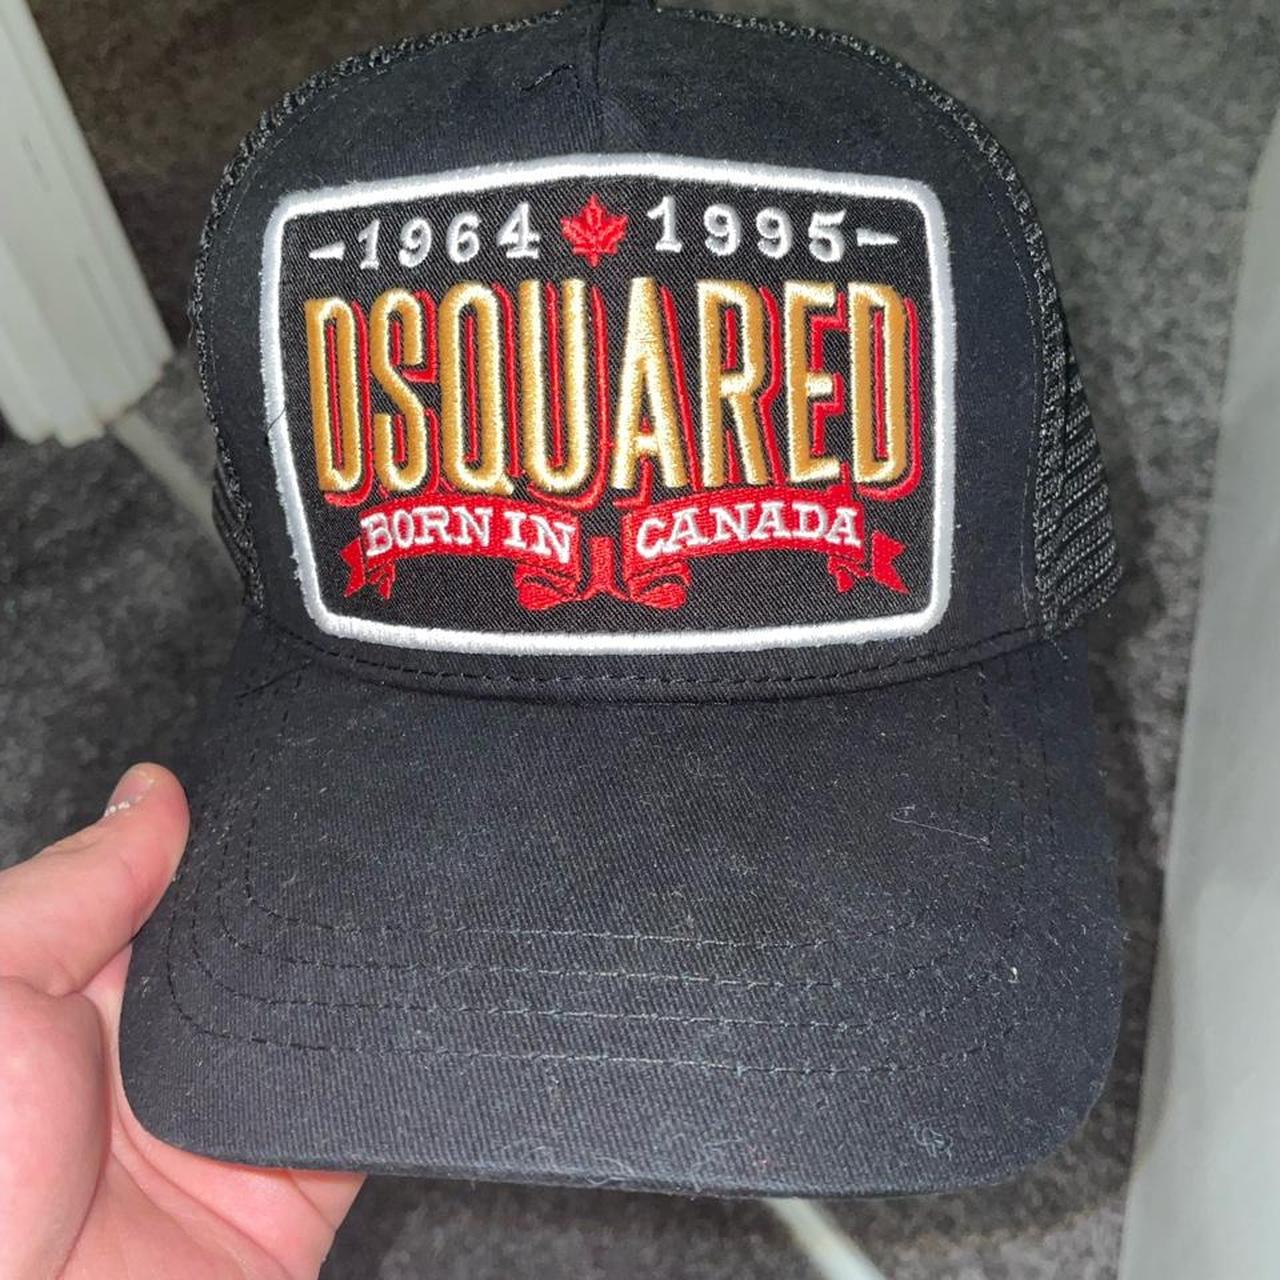 -1964 1995-
DSQUARED
BORN IN CANADA